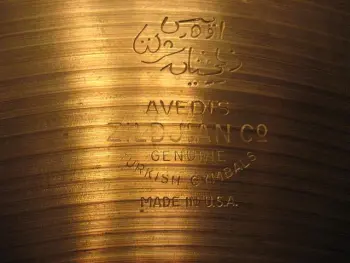 AVEDIS
ZILDJIAN CO
GENUINE
TURKISH CYMBALS
MADE IN U.S.A.